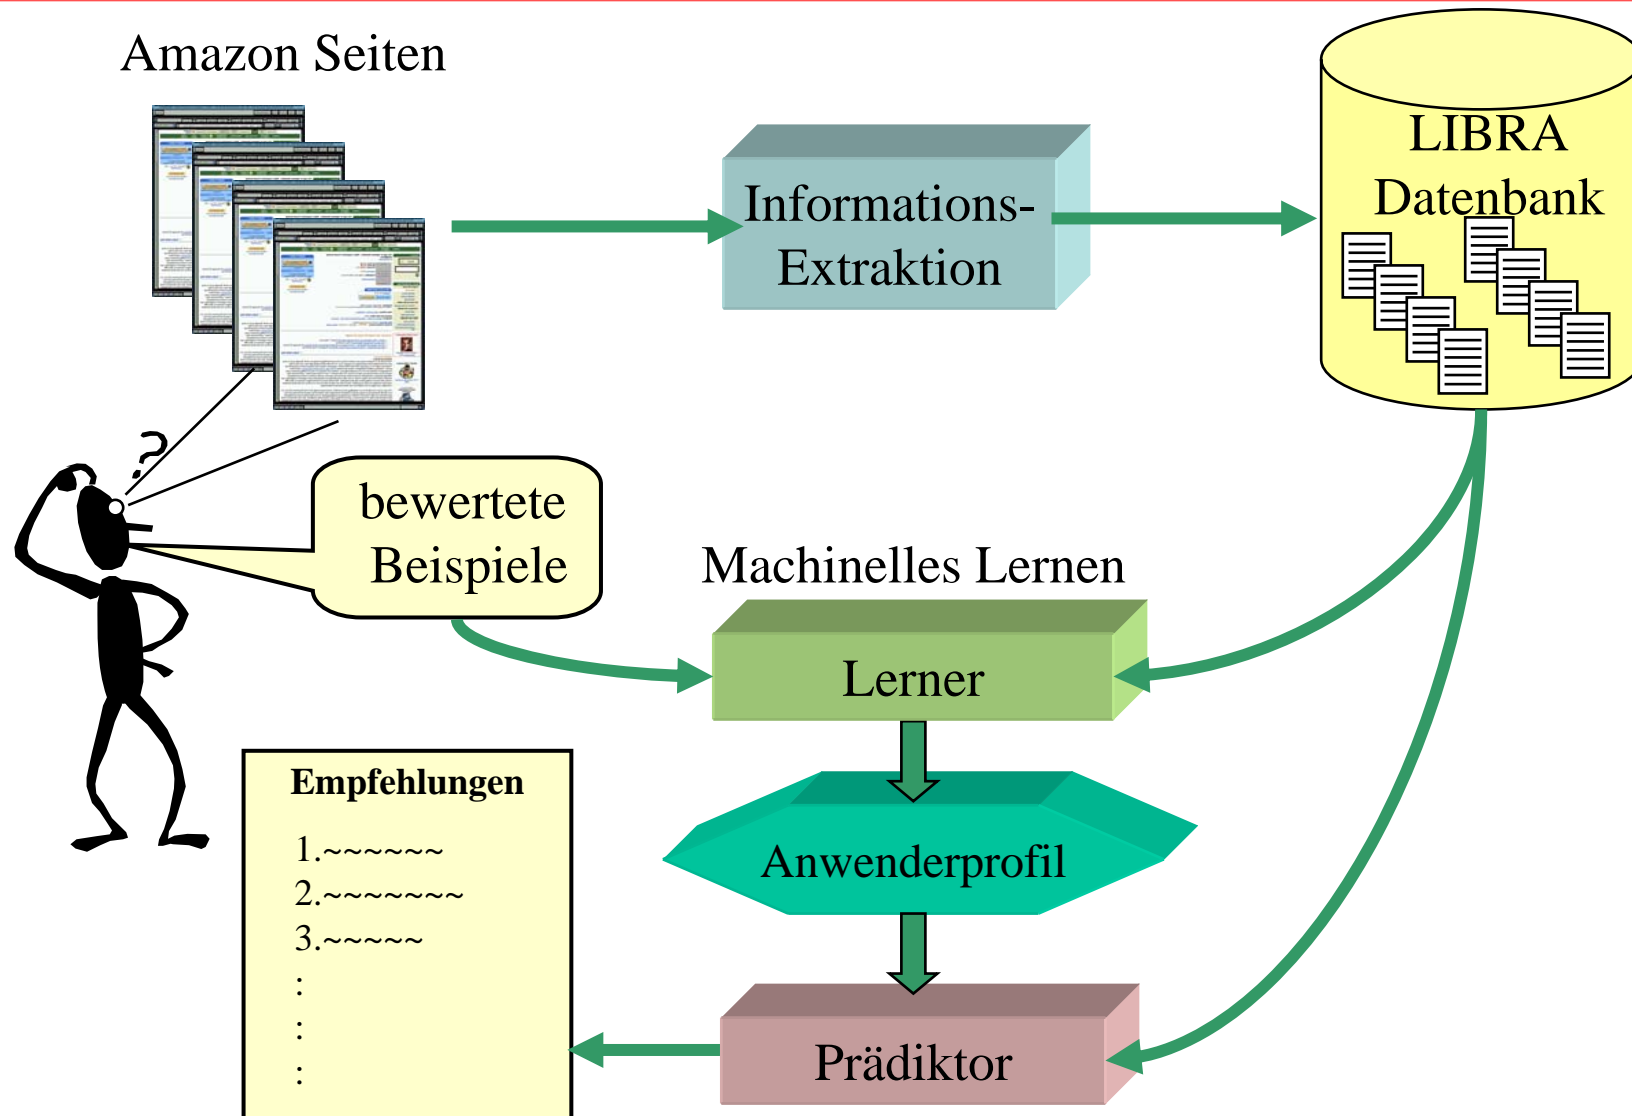 Amazon Seiten
Informations-
Extraktion
LIBRA
Datenbank
?
bewertete
Beispiele
Machinelles Lernen
Lerner
Anwenderprofil
Prädiktor
Empfehlungen
1.~~~~~~
2.~~~~~~~
3.~~~~~
:
:
: